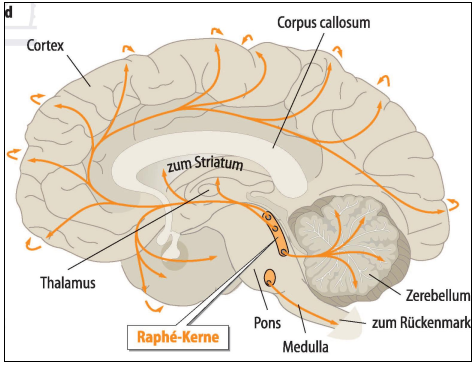 d
Corpus callosum
Cortex
zum Striatum
Thalamus
Zerebellum
Raphé-Kerne
Pons
zum Rückenmark
Medulla